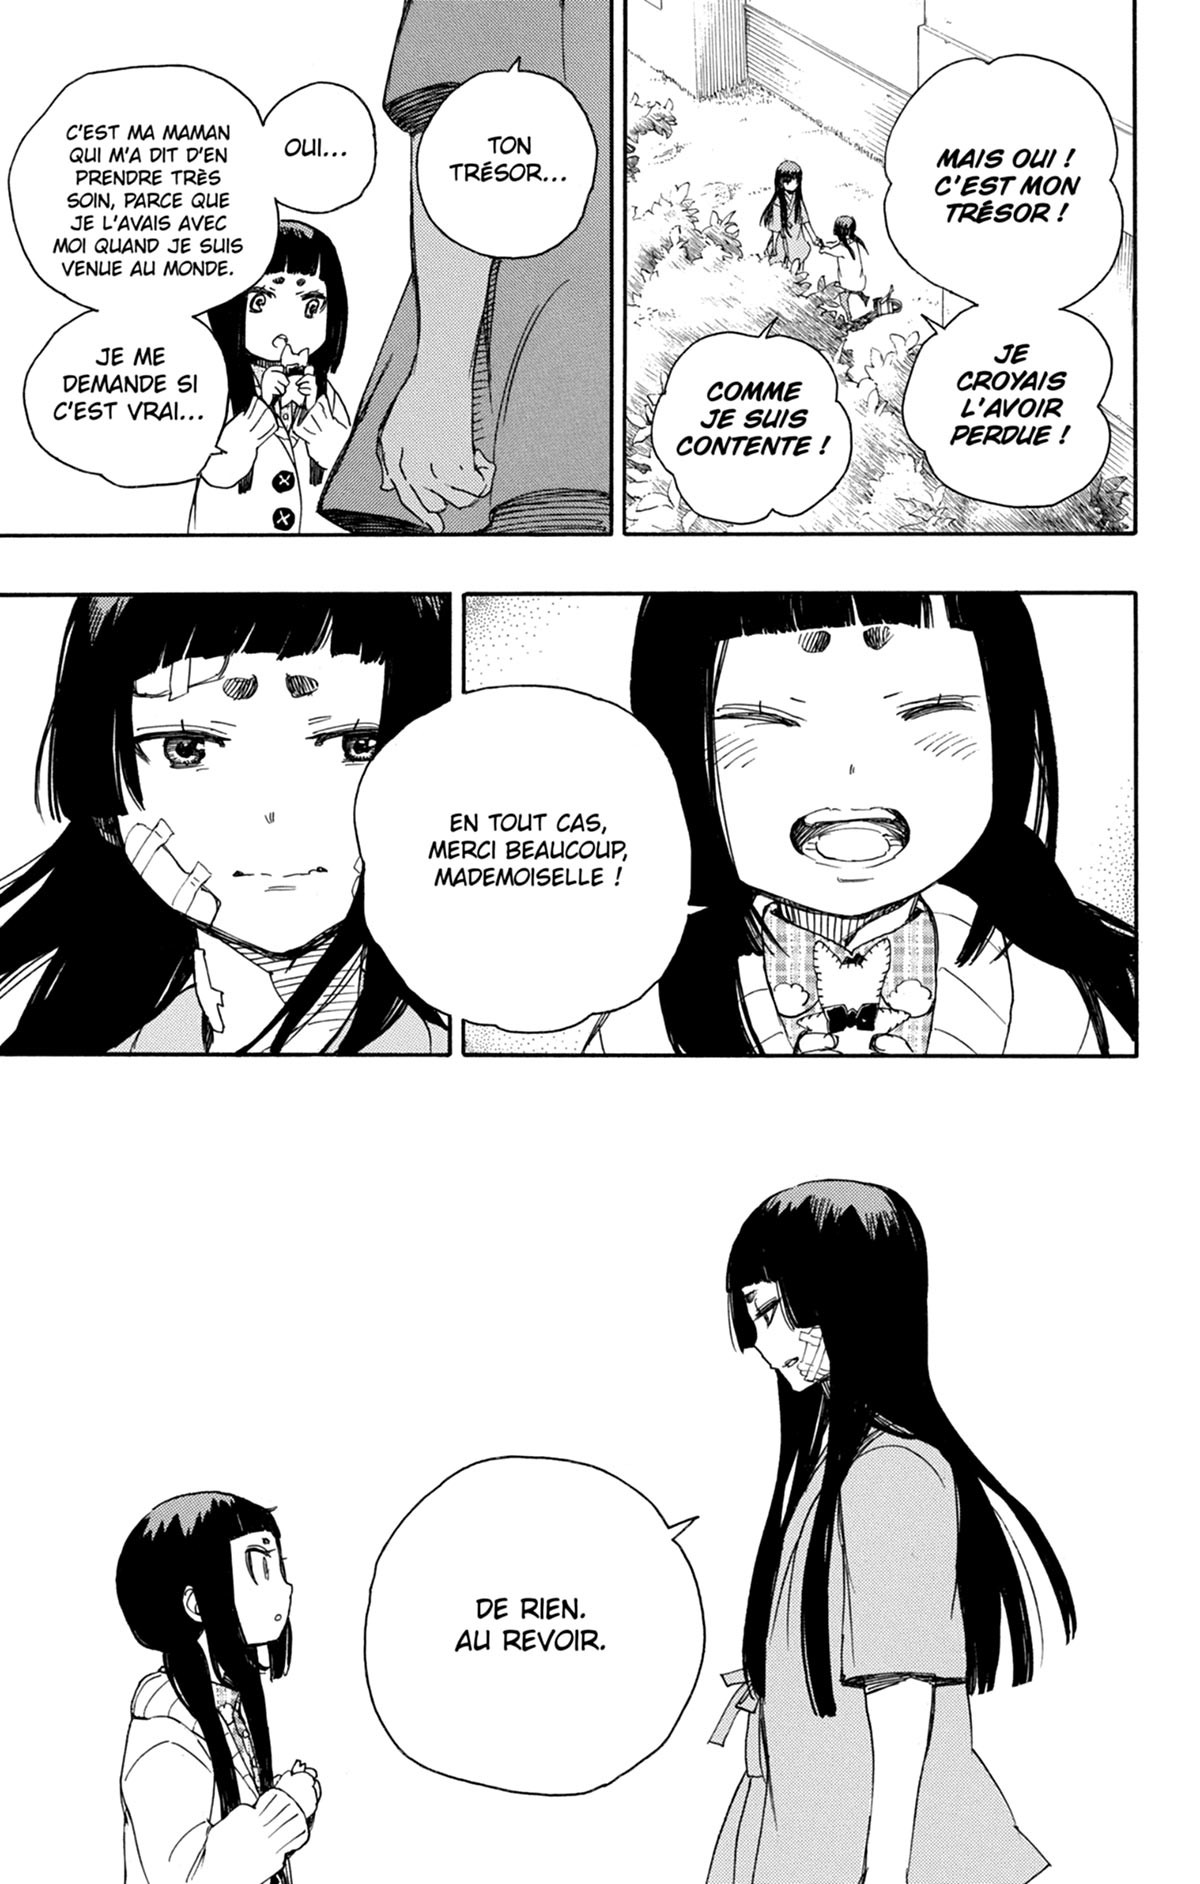 MAIS OUI !
C'EST MON
TRÉSOR !
JE
CROYAIS
L'AVOIR
PERDUE !
COMME
JE SUIS
CONTENTE !
TON
TRÉSOR...
OUI...
C'EST MA MAMAN
QUI M'A DIT D'EN
PRENDRE TRÈS
SOIN, PARCE QUE
JE L'AVAIS AVEC
MOI QUAND JE SUIS
VENUE AU MONDE.
JE ME
DEMANDE SI
C'EST VRAI...
EN TOUT CAS,
MERCI BEAUCOUP,
MADEMOISELLE !
DE RIEN.
AU REVOIR.